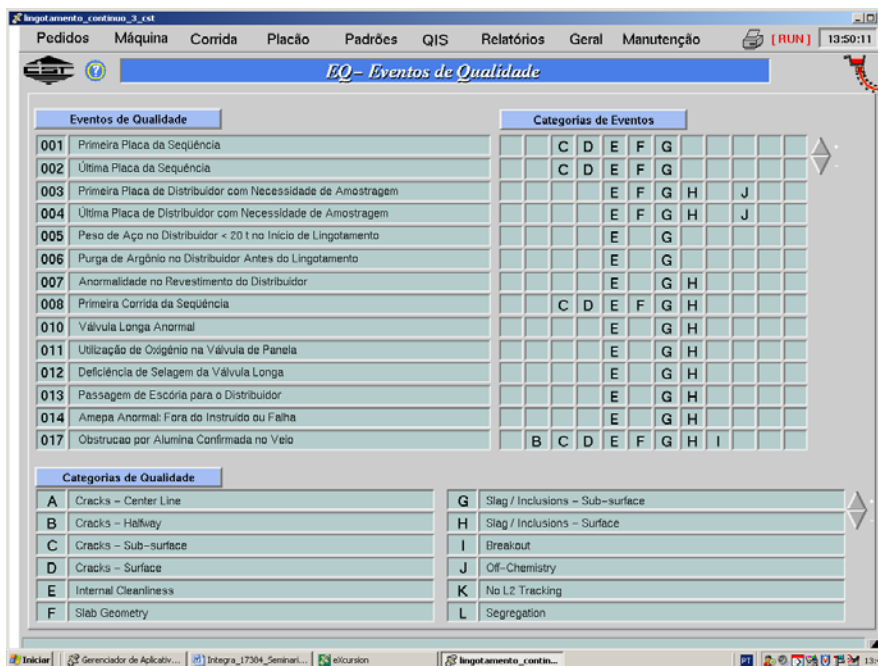 lingotamento_continuo_3_cst
Pedidos Máquina Corrida Placão Padrões QIS Relatórios Geral Manutenção [RUN] 13:50:11
CST EQ– Eventos de Qualidade
Eventos de Qualidade Categorias de Eventos
001 Primeira Placa da Seqüência C D E F G
002 Última Placa da Sequência C D E F G
003 Primeira Placa de Distribuidor com Necessidade de Amostragem E F G H J
004 Última Placa de Distribuidor com Necessidade de Amostragem E F G H J
005 Peso de Aço no Distribuidor < 20 t no Início de Lingotamento E G
006 Purga de Argônio no Distribuidor Antes do Lingotamento E G
007 Anormalidade no Revestimento do Distribuidor E G H
008 Primeira Corrida da Seqüência C D E F G H
010 Válvula Longa Anormal E G H
011 Utilização de Oxigênio na Válvula de Panela E G H
012 Deficiência de Selagem da Válvula Longa E G H
013 Passagem de Escória para o Distribuidor E G H
014 Amepa Anormal: Fora do Instruído ou Falha E G H
017 Obstrucao por Alumina Confirmada no Veio B C D E F G H I
Categorias de Qualidade
A Cracks – Center Line G Slag / Inclusions – Sub–surface
B Cracks – Halfway H Slag / Inclusions – Surface
C Cracks – Sub–surface I Breakout
D Cracks – Surface J Off–Chemistry
E Internal Cleanliness K No L2 Tracking
F Slab Geometry L Segregation
Iniciar Gerenciador de Aplicativ... Integra_17304_Seminari... eXcursion lingotamento_contin... PT